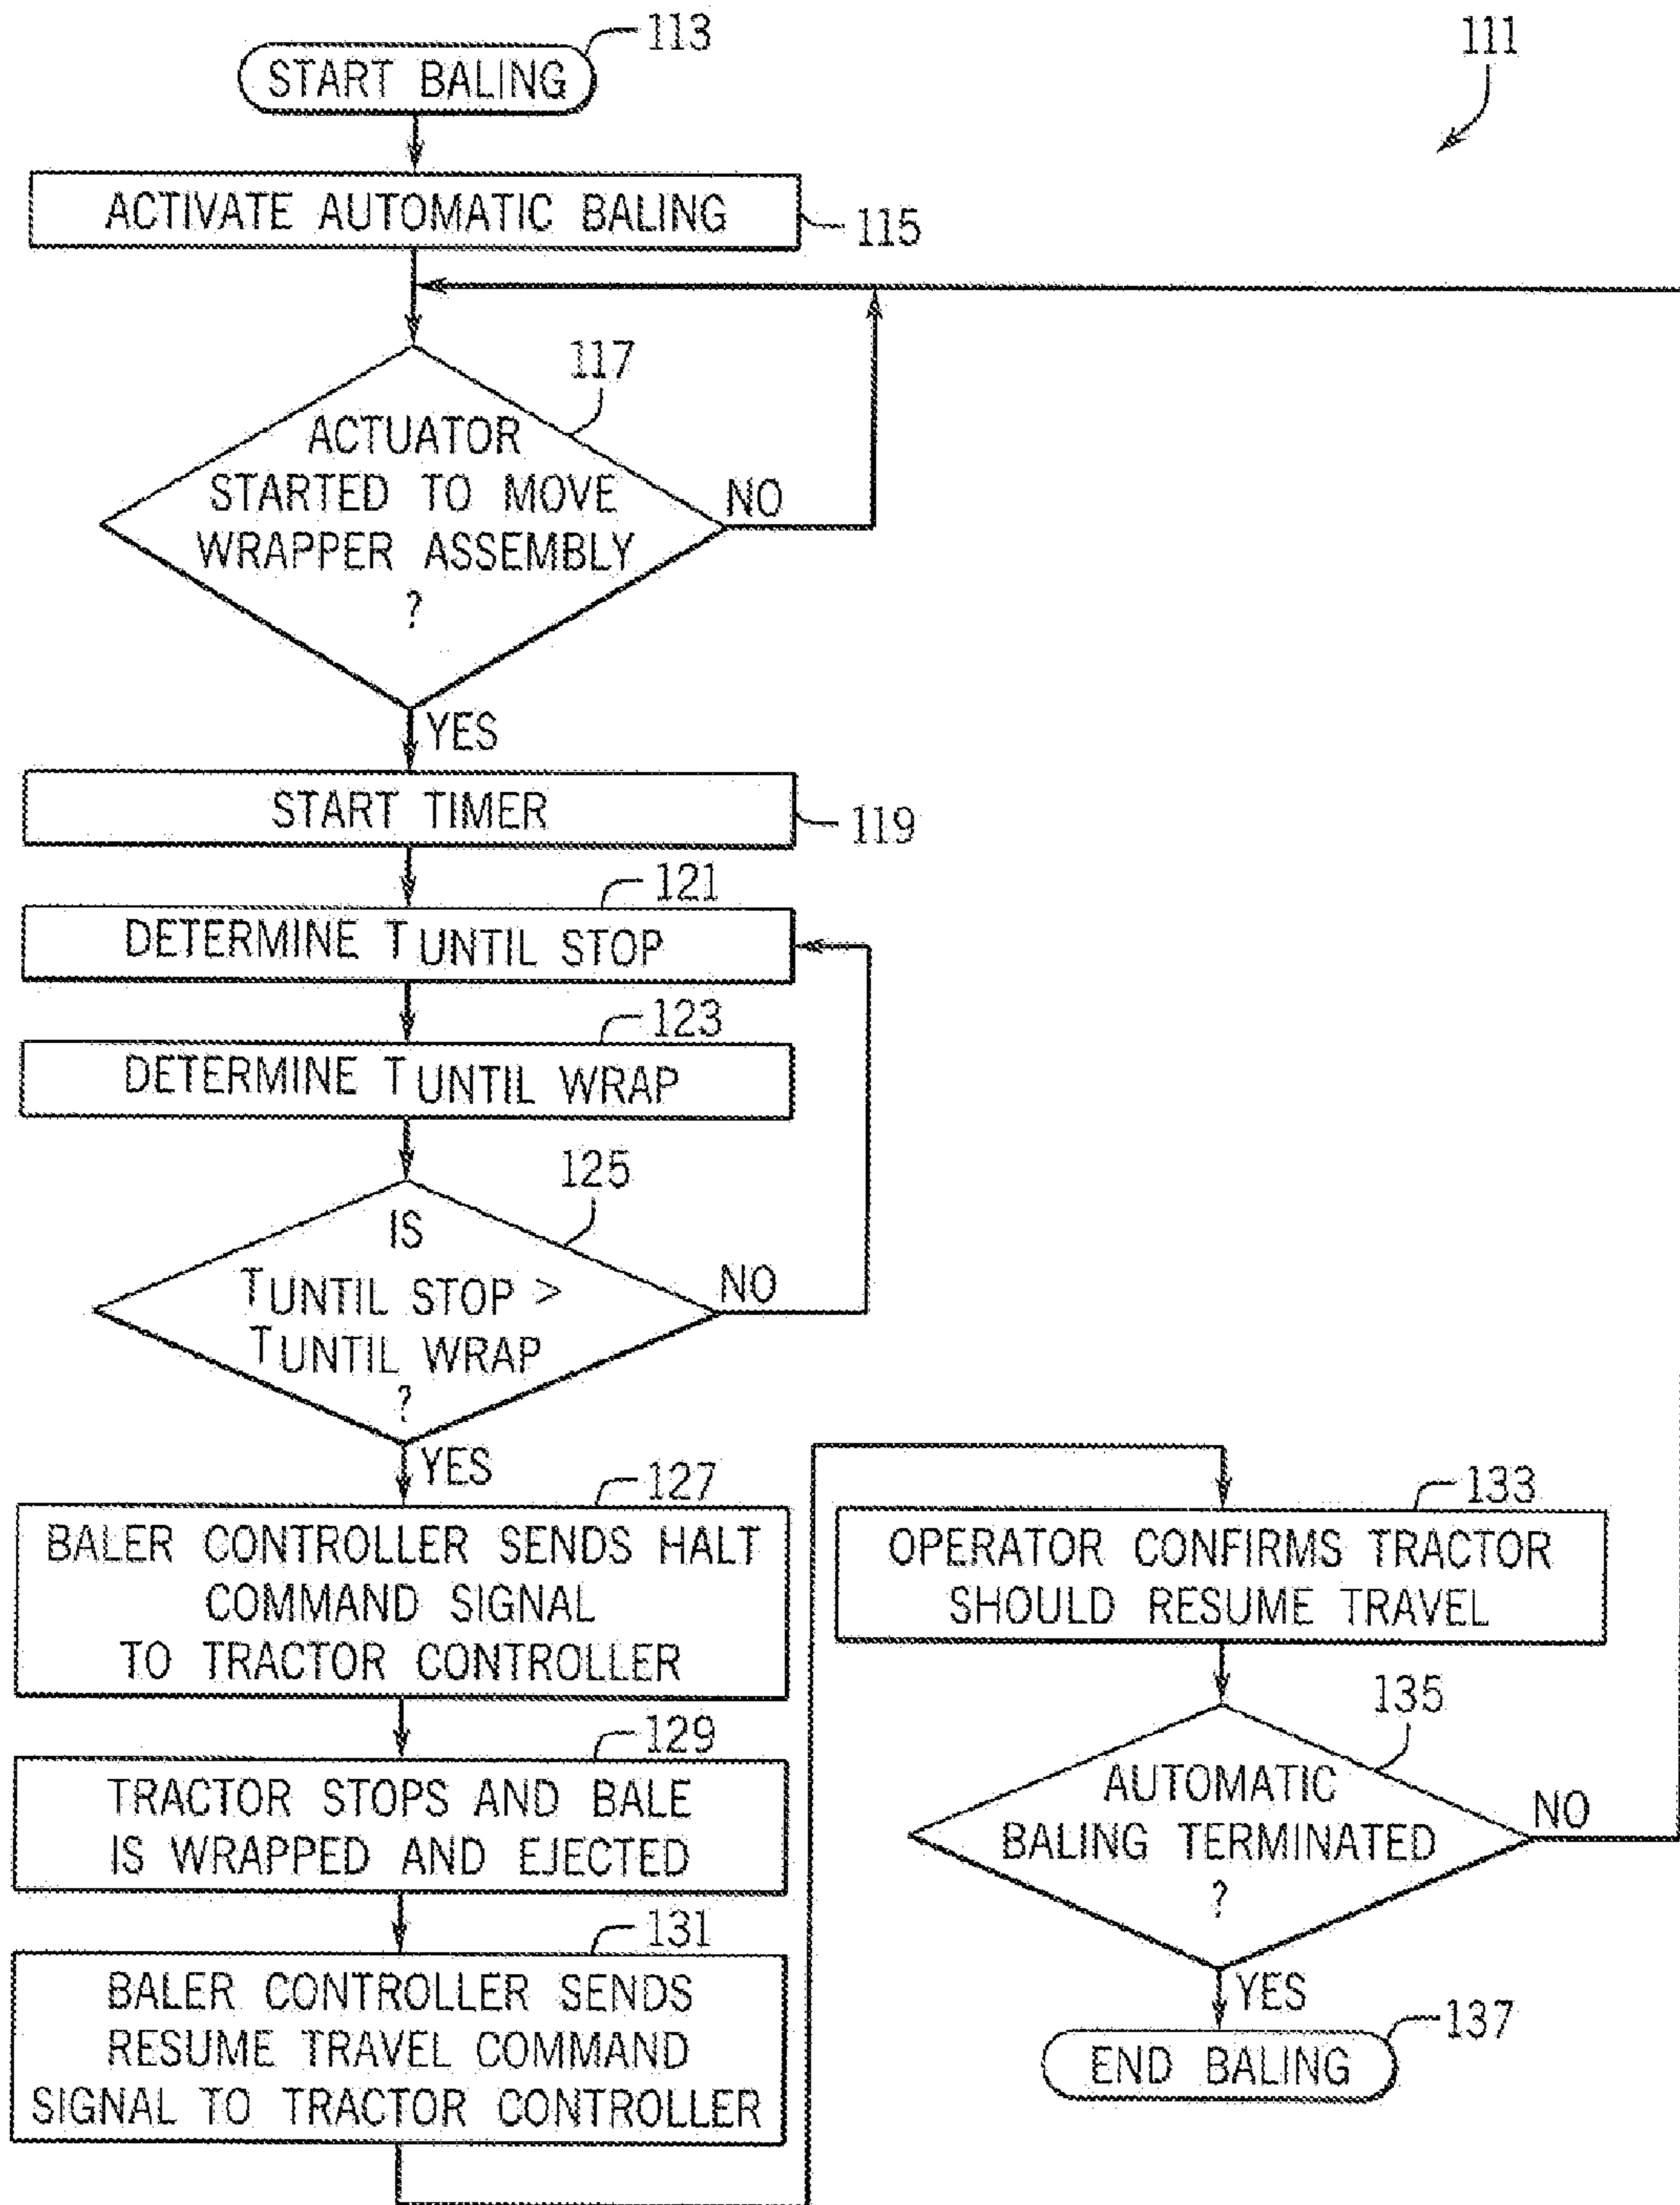 113
START BALING
111
ACTIVATE AUTOMATIC BALING
115
117
ACTUATOR
STARTED TO MOVE
WRAPPER ASSEMBLY
?
NO
YES
START TIMER
119
121
DETERMINE T UNTIL STOP
123
DETERMINE T UNTIL WRAP
125
IS
T UNTIL STOP >
T UNTIL WRAP
?
NO
YES
127
BALER CONTROLLER SENDS HALT
COMMAND SIGNAL
TO TRACTOR CONTROLLER
129
TRACTOR STOPS AND BALE
IS WRAPPED AND EJECTED
131
BALER CONTROLLER SENDS
RESUME TRAVEL COMMAND
SIGNAL TO TRACTOR CONTROLLER
133
OPERATOR CONFIRMS TRACTOR
SHOULD RESUME TRAVEL
135
AUTOMATIC
BALING TERMINATED
?
NO
YES
137
END BALING